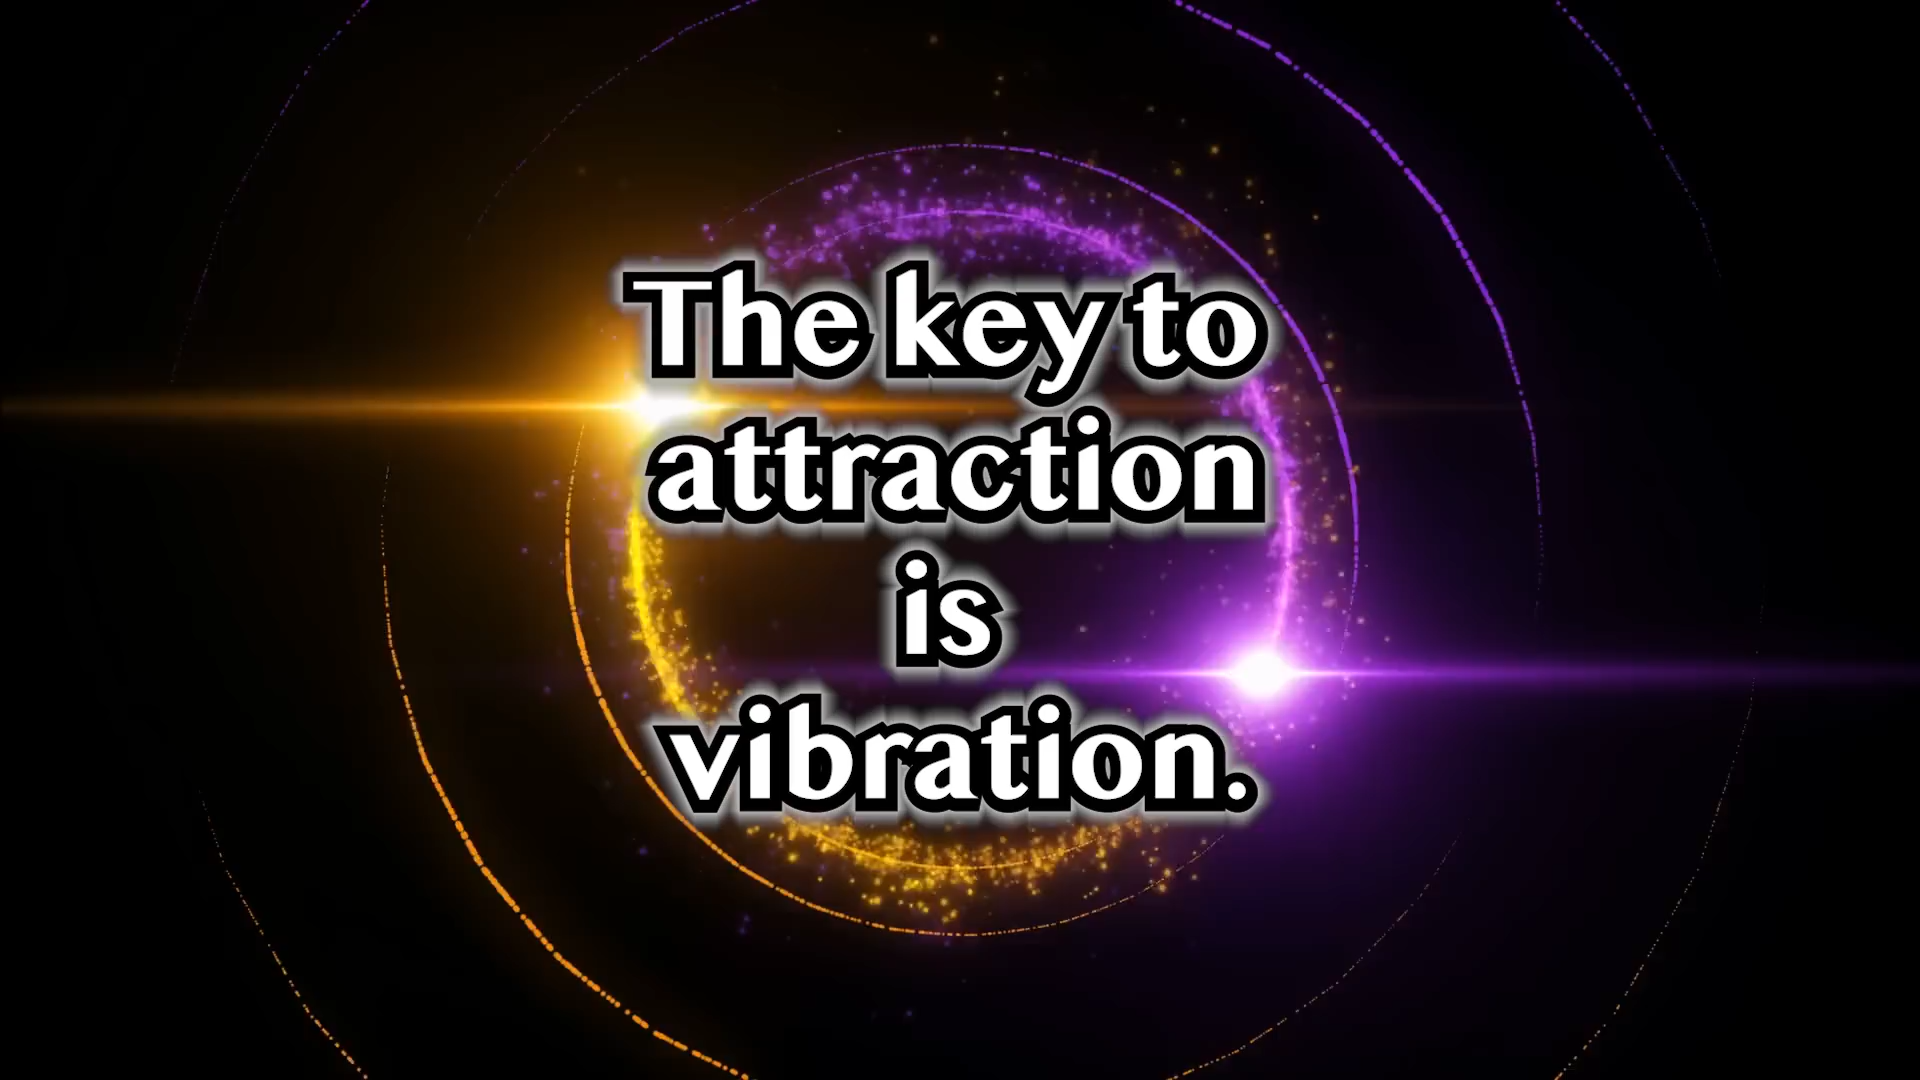 The key to
attraction
is
vibration.